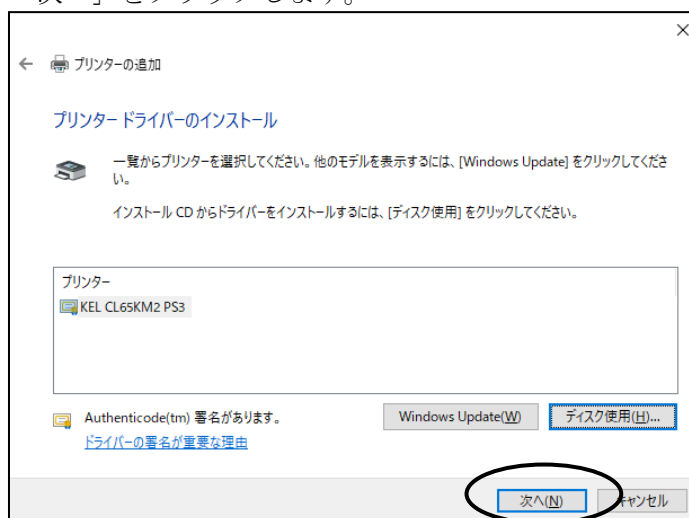 」をクリックします。
プリンターの追加
プリンター ドライバーのインストール
一覧からプリンターを選択してください。他のモデルを表示するには、[Windows Update] をクリックしてくださ
い。
インストール CD からドライバーをインストールするには、[ディスク使用] をクリックしてください。
プリンター
KEL CL65KM2 PS3
Authenticode(tm) 署名があります。
Windows Update(W)
ディスク使用(H)...
ドライバーの署名が重要な理由
次へ(N)
キャンセル